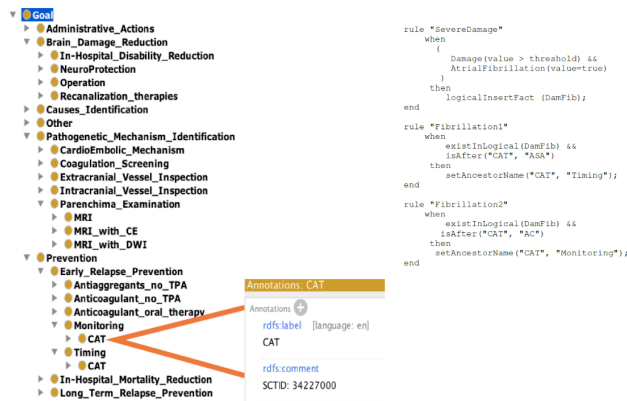 Goal
Administrative_Actions
Brain_Damage_Reduction
In-Hospital_Disability_Reduction
NeuroProtection
Operation
Recanalization_therapies
Causes_Identification
Other
Pathogenetic_Mechanism_Identification
CardioEmbolic_Mechanism
Coagulation_Screening
Extracranial_Vessel_Inspection
Intracranial_Vessel_Inspection
Parenchima_Examination
MRI
MRI_with_CE
MRI_with_DWI
Prevention
Early_Relapse_Prevention
Antiaggregants_no_TPA
Anticoagulant_no_TPA
Anticoagulant_oral_therapy
Monitoring
CAT
Timing
CAT
In-Hospital_Mortality_Reduction
Long_Term_Relapse_Prevention
Annotations: CAT
Annotations
rdfs:label [language: en]
CAT
rdfs:comment
SCTID: 34227000
rule "SevereDamage"
when
(
Damage(value > threshold) &&
AtrialFibrillation(value=true)
)
then
logicalInsertFact (DamFib);
end
rule "Fibrillation1"
when
existInLogical(DamFib) &&
isAfter("CAT", "ASA")
then
setAncestorName("CAT", "Timing");
end
rule "Fibrillation2"
when
existInLogical(DamFib) &&
isAfter("CAT", "AC")
then
setAncestorName("CAT", "Monitoring");
end